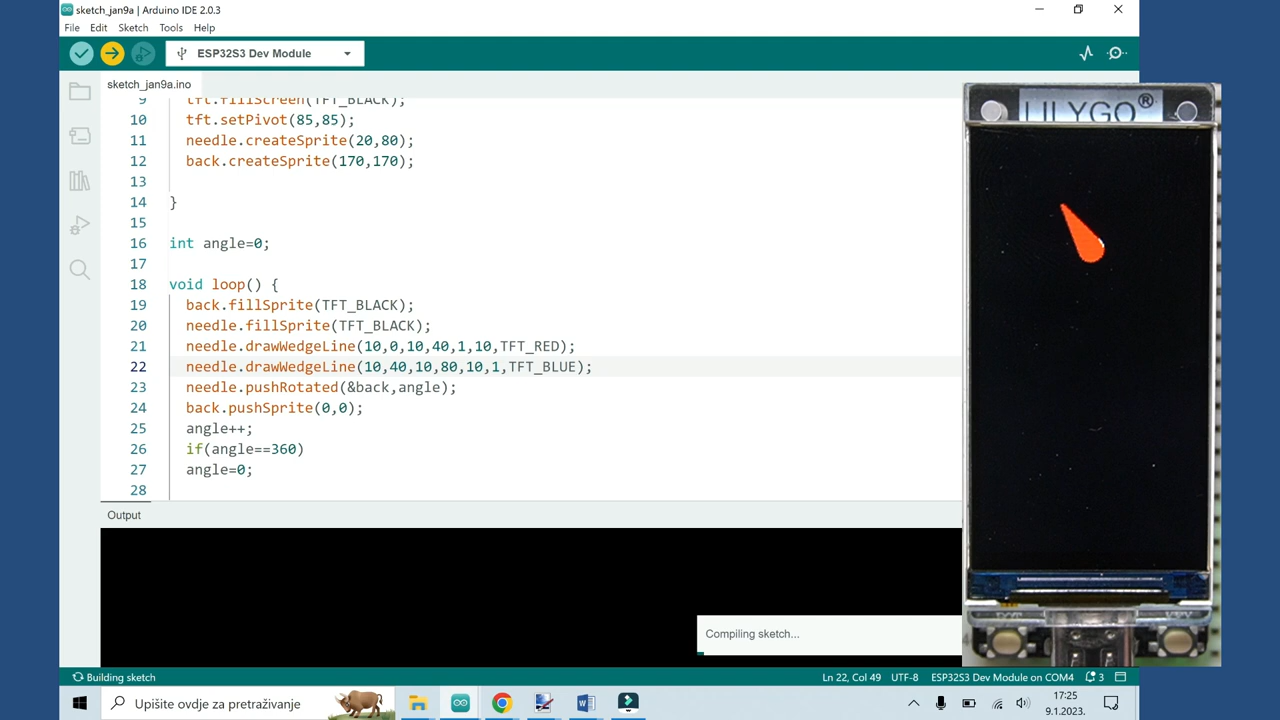 sketch_jan9a | Arduino IDE 2.0.3
File Edit Sketch Tools Help
ESP32S3 Dev Module
sketch_jan9a.ino
9 tft.fillScreen(TFT_BLACK);
10 tft.setPivot(85,85);
11 needle.createSprite(20,80);
12 back.createSprite(170,170);
13
14 }
15
16 int angle=0;
17
18 void loop() {
19 back.fillSprite(TFT_BLACK);
20 needle.fillSprite(TFT_BLACK);
21 needle.drawWedgeLine(10,0,10,40,1,10,TFT_RED);
22 needle.drawWedgeLine(10,40,10,80,10,1,TFT_BLUE);
23 needle.pushRotated(&back,angle);
24 back.pushSprite(0,0);
25 angle++;
26 if(angle==360)
27 angle=0;
28
LILYGO®
Output
Compiling sketch...
Building sketch
Ln 22, Col 49 UTF-8 ESP32S3 Dev Module on COM4 3
Upišite ovdje za pretraživanje
17:25
9.1.2023.